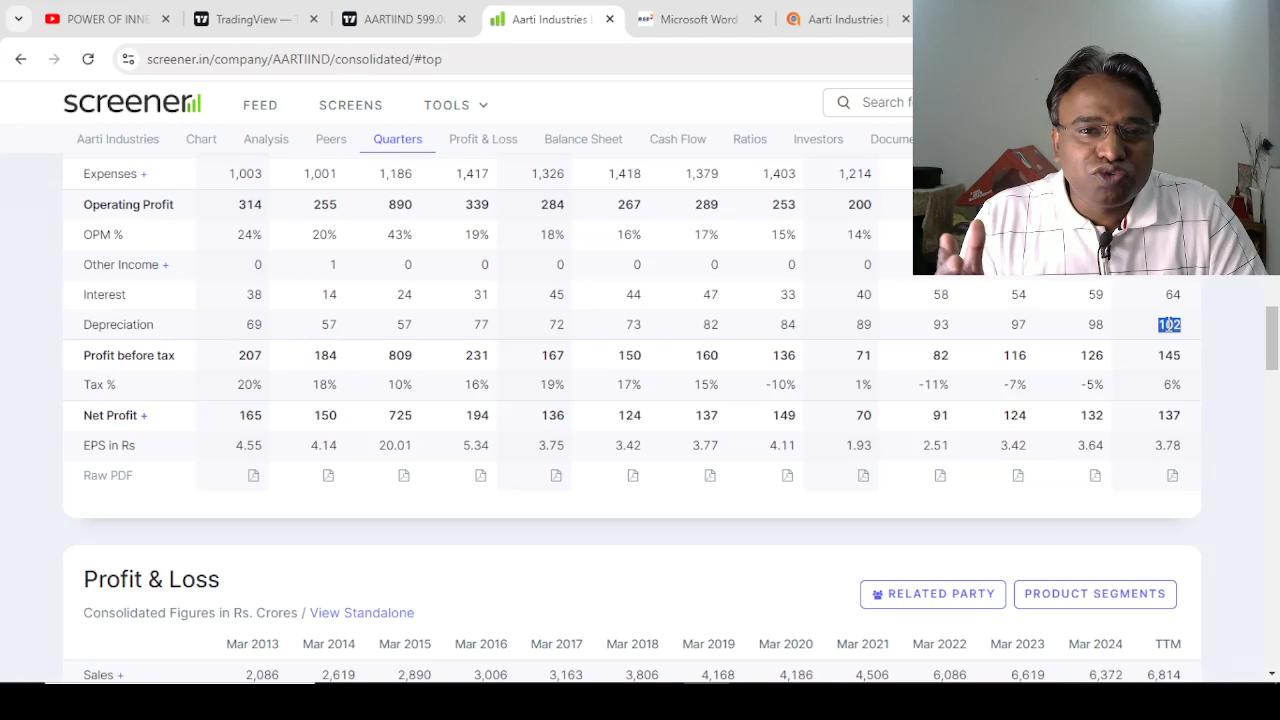 POWER OF INNE
TradingView —
AARTIIND 599.0
Aarti Industries
Microsoft Word
Aarti Industries
screener.in/company/AARTIIND/consolidated/#top
screener FEED SCREENS TOOLS Search f
Aarti Industries Chart Analysis Peers Quarters Profit & Loss Balance Sheet Cash Flow Ratios Investors Docume
Expenses + 1,003 1,001 1,186 1,417 1,326 1,418 1,379 1,403 1,214
Operating Profit 314 255 890 339 284 267 289 253 200
OPM % 24% 20% 43% 19% 18% 16% 17% 15% 14%
Other Income + 0 1 0 0 0 0 0 0 0
Interest 38 14 24 31 45 44 47 33 40 58 54 59 64
Depreciation 69 57 57 77 72 73 82 84 89 93 97 98 102
Profit before tax 207 184 809 231 167 150 160 136 71 82 116 126 145
Tax % 20% 18% 10% 16% 19% 17% 15% -10% 1% -11% -7% -5% 6%
Net Profit + 165 150 725 194 136 124 137 149 70 91 124 132 137
EPS in Rs 4.55 4.14 20.01 5.34 3.75 3.42 3.77 4.11 1.93 2.51 3.42 3.64 3.78
Raw PDF
Profit & Loss
RELATED PARTY PRODUCT SEGMENTS
Consolidated Figures in Rs. Crores / View Standalone
Mar 2013 Mar 2014 Mar 2015 Mar 2016 Mar 2017 Mar 2018 Mar 2019 Mar 2020 Mar 2021 Mar 2022 Mar 2023 Mar 2024 TTM
Sales + 2,086 2,619 2,890 3,006 3,163 3,806 4,168 4,186 4,506 6,086 6,619 6,372 6,814